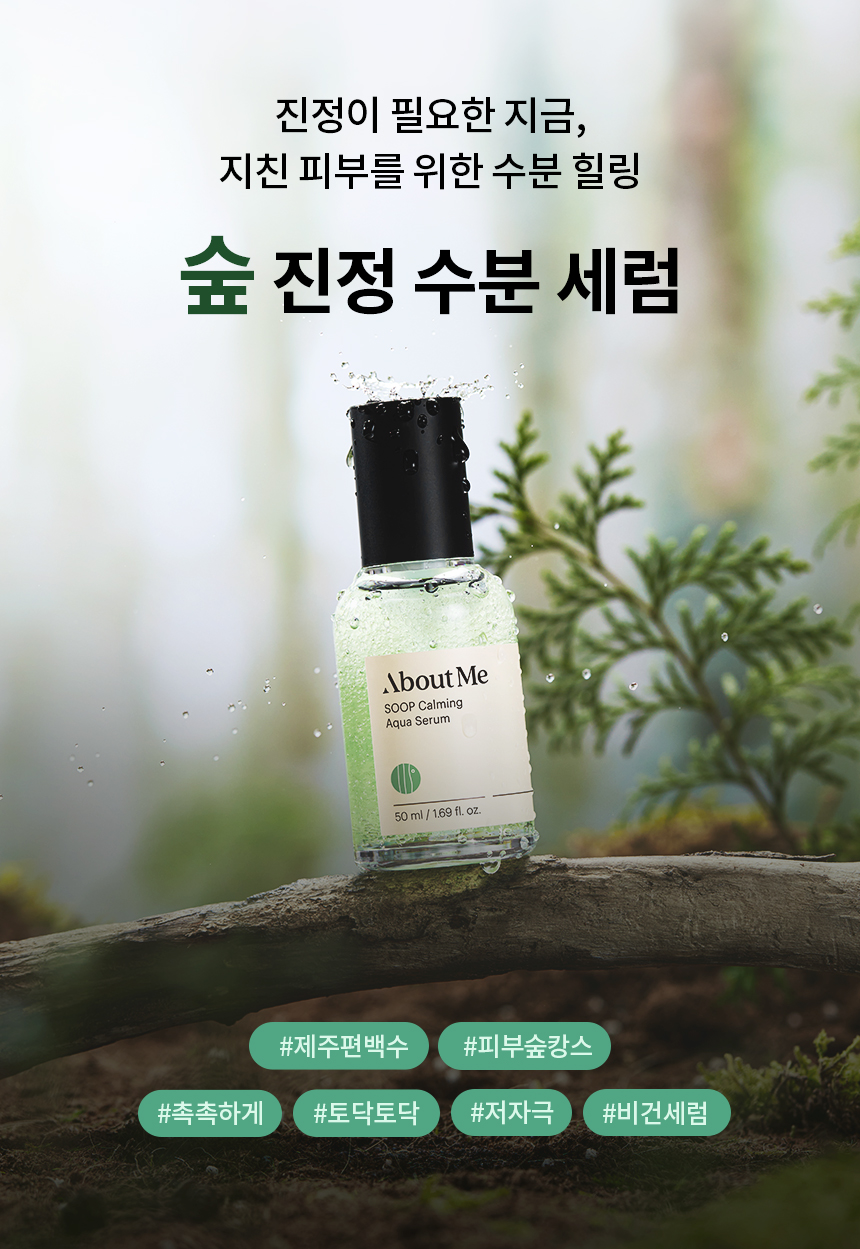 진정이 필요한 지금,
지친 피부를 위한 수분 힐링
숲 진정 수분 세럼
About Me
SOOP Calming
Aqua Serum
50 ml / 1.69 fl. oz.
#제주편백수 #피부숲캉스
#촉촉하게 #토닥토닥 #저자극 #비건세럼